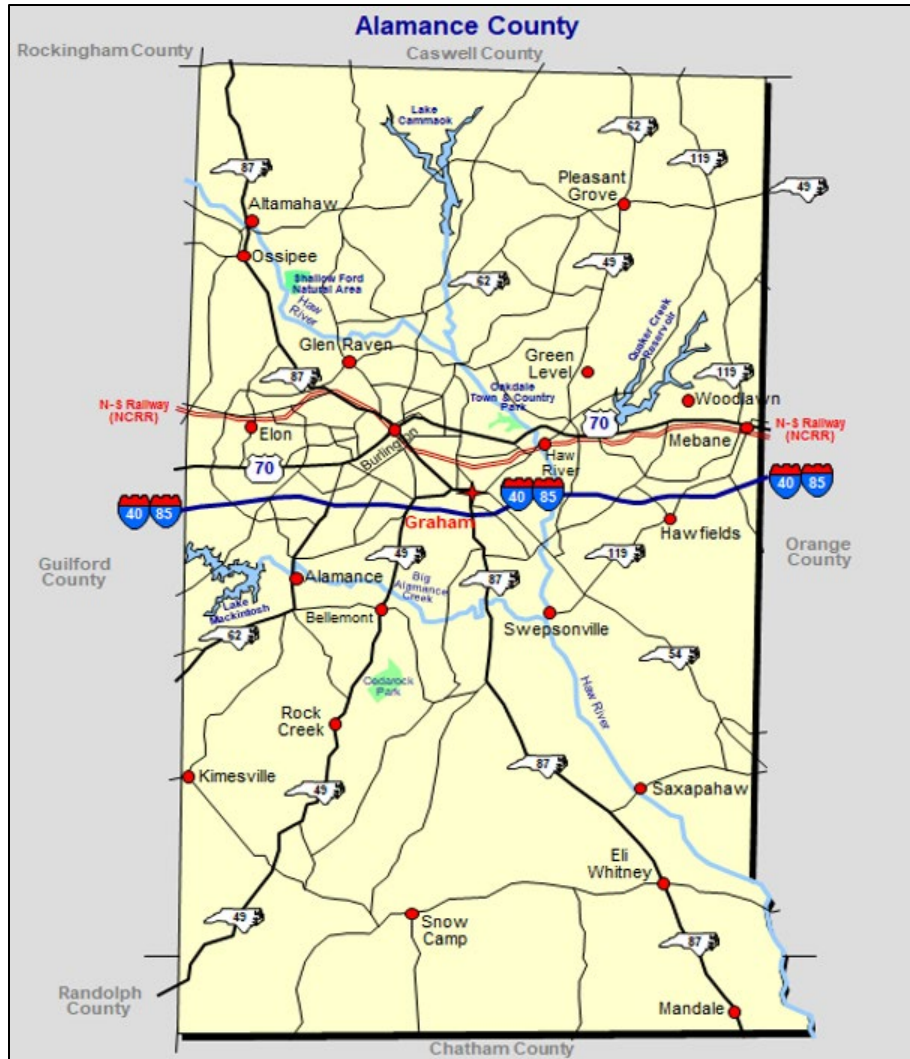 Alamance County
Rockingham County
Caswell County
Lake
Cammaok
62
119
87
Pleasant
Grove
49
Altamahaw
Ossipee
49
Shallow Ford
Natural Area
62
Haw
River
Quaker Creek
Reservoir
Glen Raven
Green
Level
87
119
Oakdale
Town & Country
Park
Woodlawn
N-S Railway
(NCRR)
70
N-S Railway
(NCRR)
Elon
Burlington
Mebane
Haw
River
70
40 85
40 85
40 85
Graham
Hawfields
Guilford
County
49
119
Orange
County
Alamance
Big
Alamance
Creek
87
Lake
Mackintosh
Bellemont
Swepsonville
62
54
Cedarock
Park
Haw River
Rock
Creek
87
Kimesville
49
Saxapahaw
Eli
Whitney
49
Snow
Camp
87
Randolph
County
Mandale
Chatham County